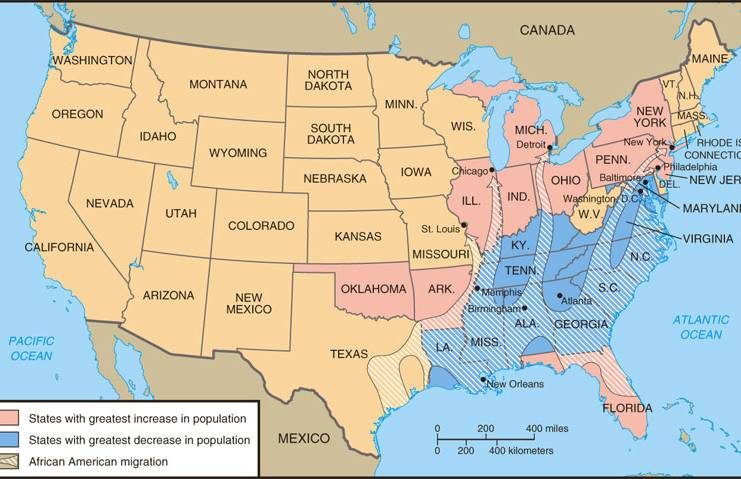 CANADA
WASHINGTON
MONTANA
NORTH
DAKOTA
MINN.
OREGON
IDAHO
WYOMING
SOUTH
DAKOTA
WIS.
MICH.
Detroit
MAINE
VT.
N.H.
MASS.
NEW
YORK
New York
RHODE IS
CONNECTIC
NEVADA
UTAH
COLORADO
NEBRASKA
IOWA
Chicago
ILL.
IND.
OHIO
PENN.
Philadelphia
NEW JER
Baltimore
DEL.
Washington, D.C.
MARYLAN
W.V.
VIRGINIA
CALIFORNIA
KANSAS
St. Louis
MISSOURI
KY.
N.C.
ARIZONA
NEW
MEXICO
OKLAHOMA
ARK.
TENN.
Memphis
S.C.
Birmingham
Atlanta
TEXAS
LA.
MISS.
ALA.
GEORGIA
New Orleans
FLORIDA
PACIFIC
OCEAN
ATLANTIC
OCEAN
MEXICO
States with greatest increase in population
States with greatest decrease in population
African American migration
0 200 400 miles
0 200 400 kilometers